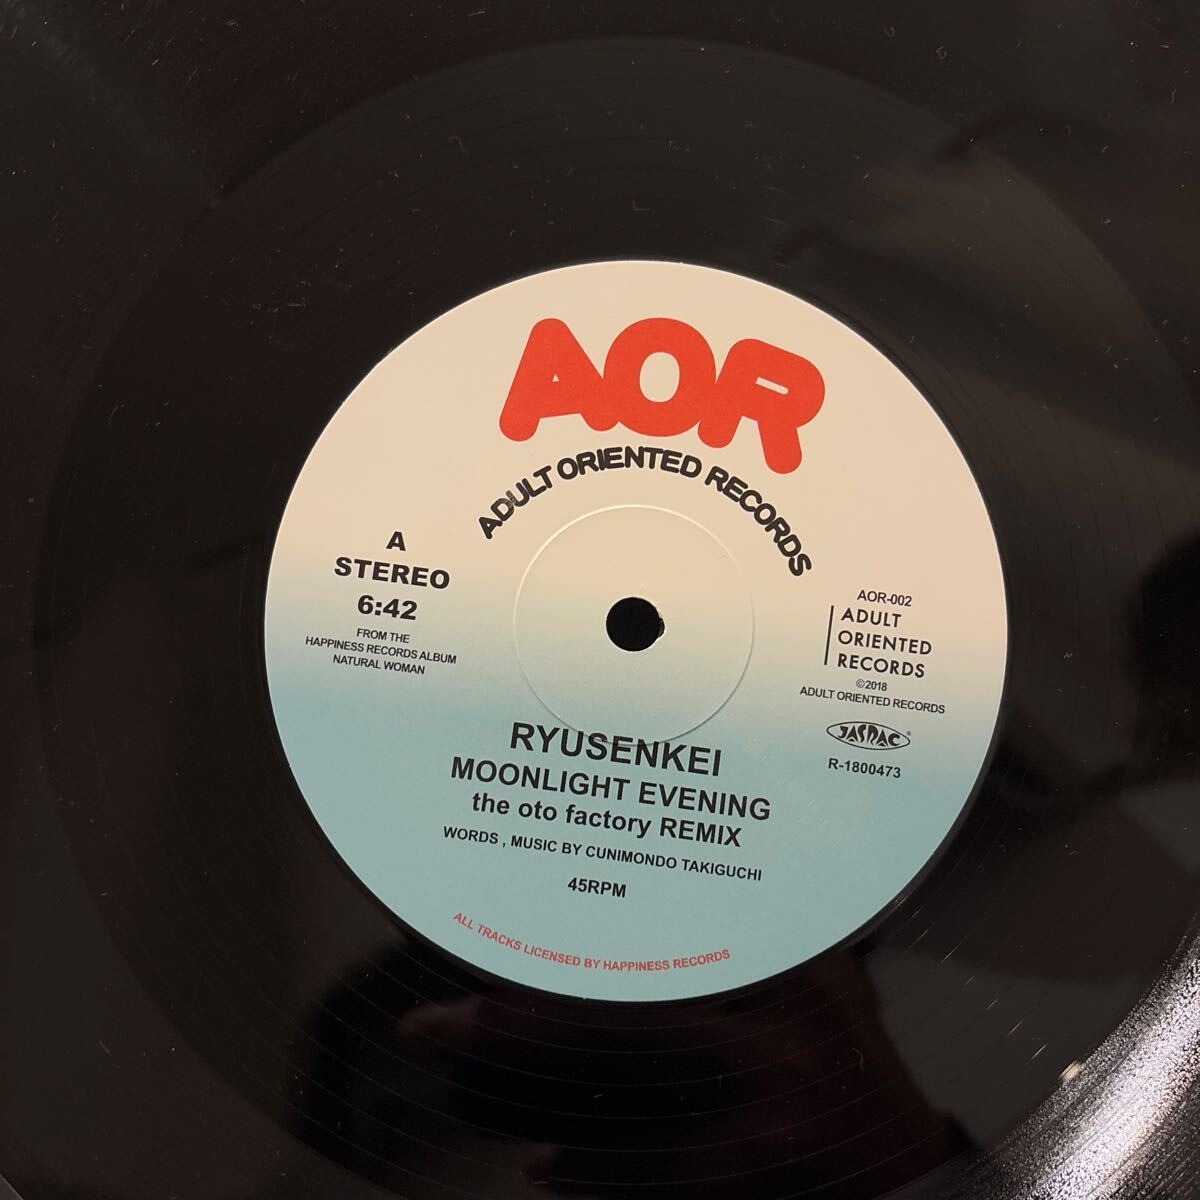 AOR
ADULT ORIENTED RECORDS
A
STEREO
6:42
FROM THE
HAPPINESS RECORDS ALBUM
NATURAL WOMAN
AOR-002
ADULT
ORIENTED
RECORDS
©2018
ADULT ORIENTED RECORDS
JASRAC
R-1800473
RYUSENKEI
MOONLIGHT EVENING
the oto factory REMIX
WORDS , MUSIC BY CUNIMONDO TAKIGUCHI
45RPM
ALL TRACKS LICENSED BY HAPPINESS RECORDS